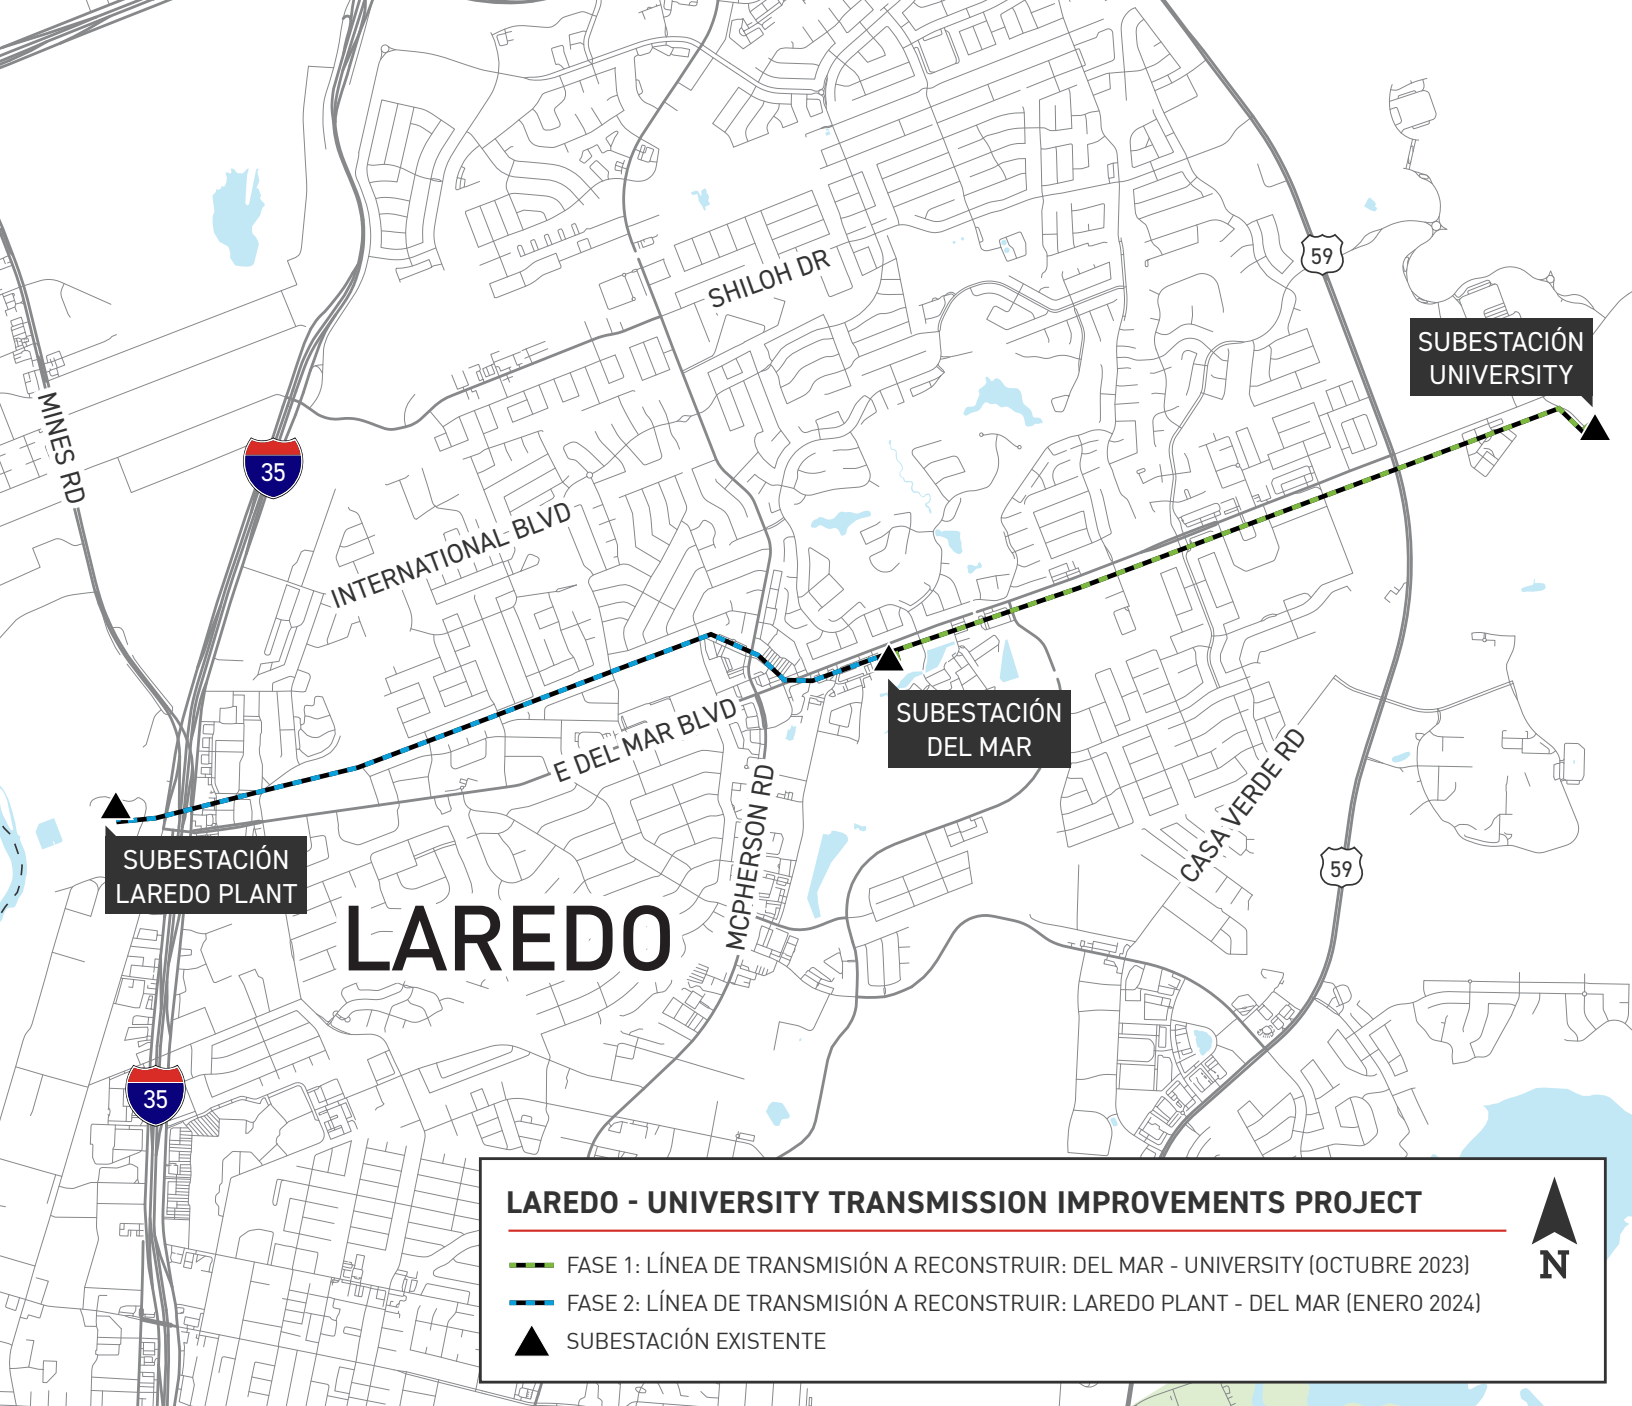 59
SHILOH DR
SUBESTACIÓN
UNIVERSITY
MINES RD
35
INTERNATIONAL BLVD
E DEL MAR BLVD
SUBESTACIÓN
DEL MAR
MCPHERSON RD
CASA VERDE RD
SUBESTACIÓN
LAREDO PLANT
59
LAREDO
35
LAREDO - UNIVERSITY TRANSMISSION IMPROVEMENTS PROJECT
FASE 1: LÍNEA DE TRANSMISIÓN A RECONSTRUIR: DEL MAR - UNIVERSITY (OCTUBRE 2023)
FASE 2: LÍNEA DE TRANSMISIÓN A RECONSTRUIR: LAREDO PLANT - DEL MAR (ENERO 2024)
SUBESTACIÓN EXISTENTE
N